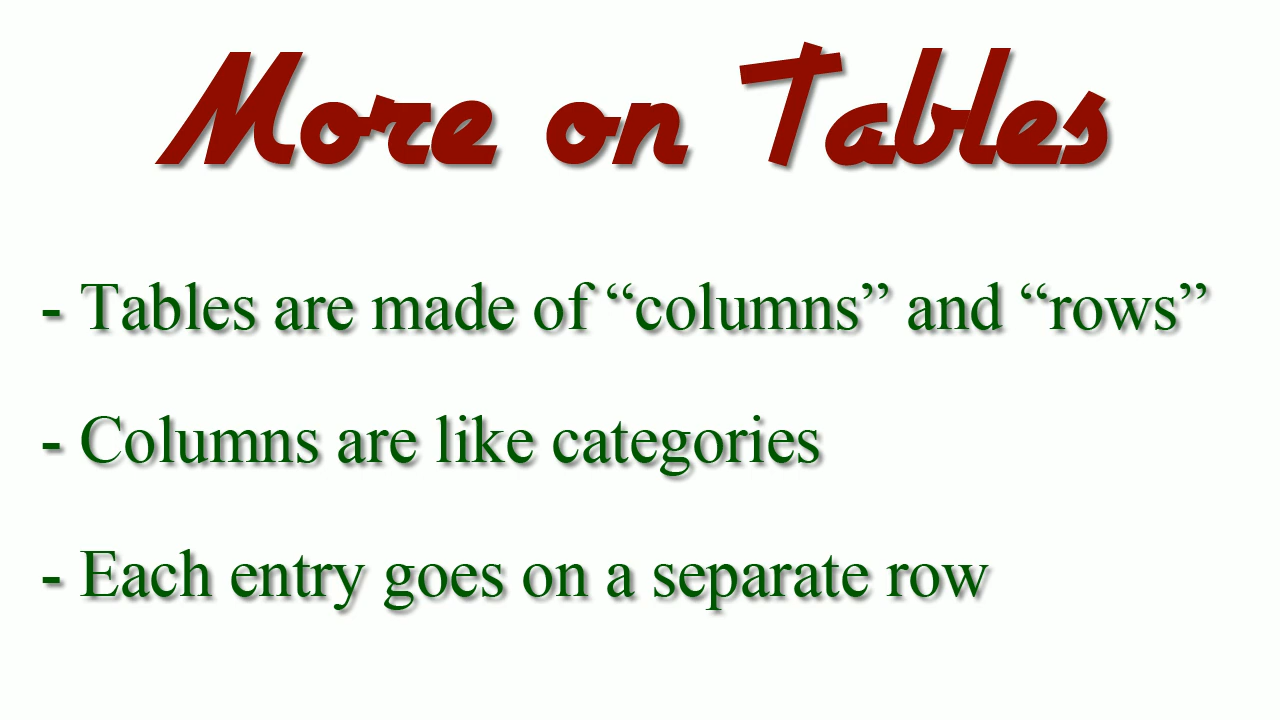 More on Tables
- Tables are made of “columns” and “rows”
- Columns are like categories
- Each entry goes on a separate row